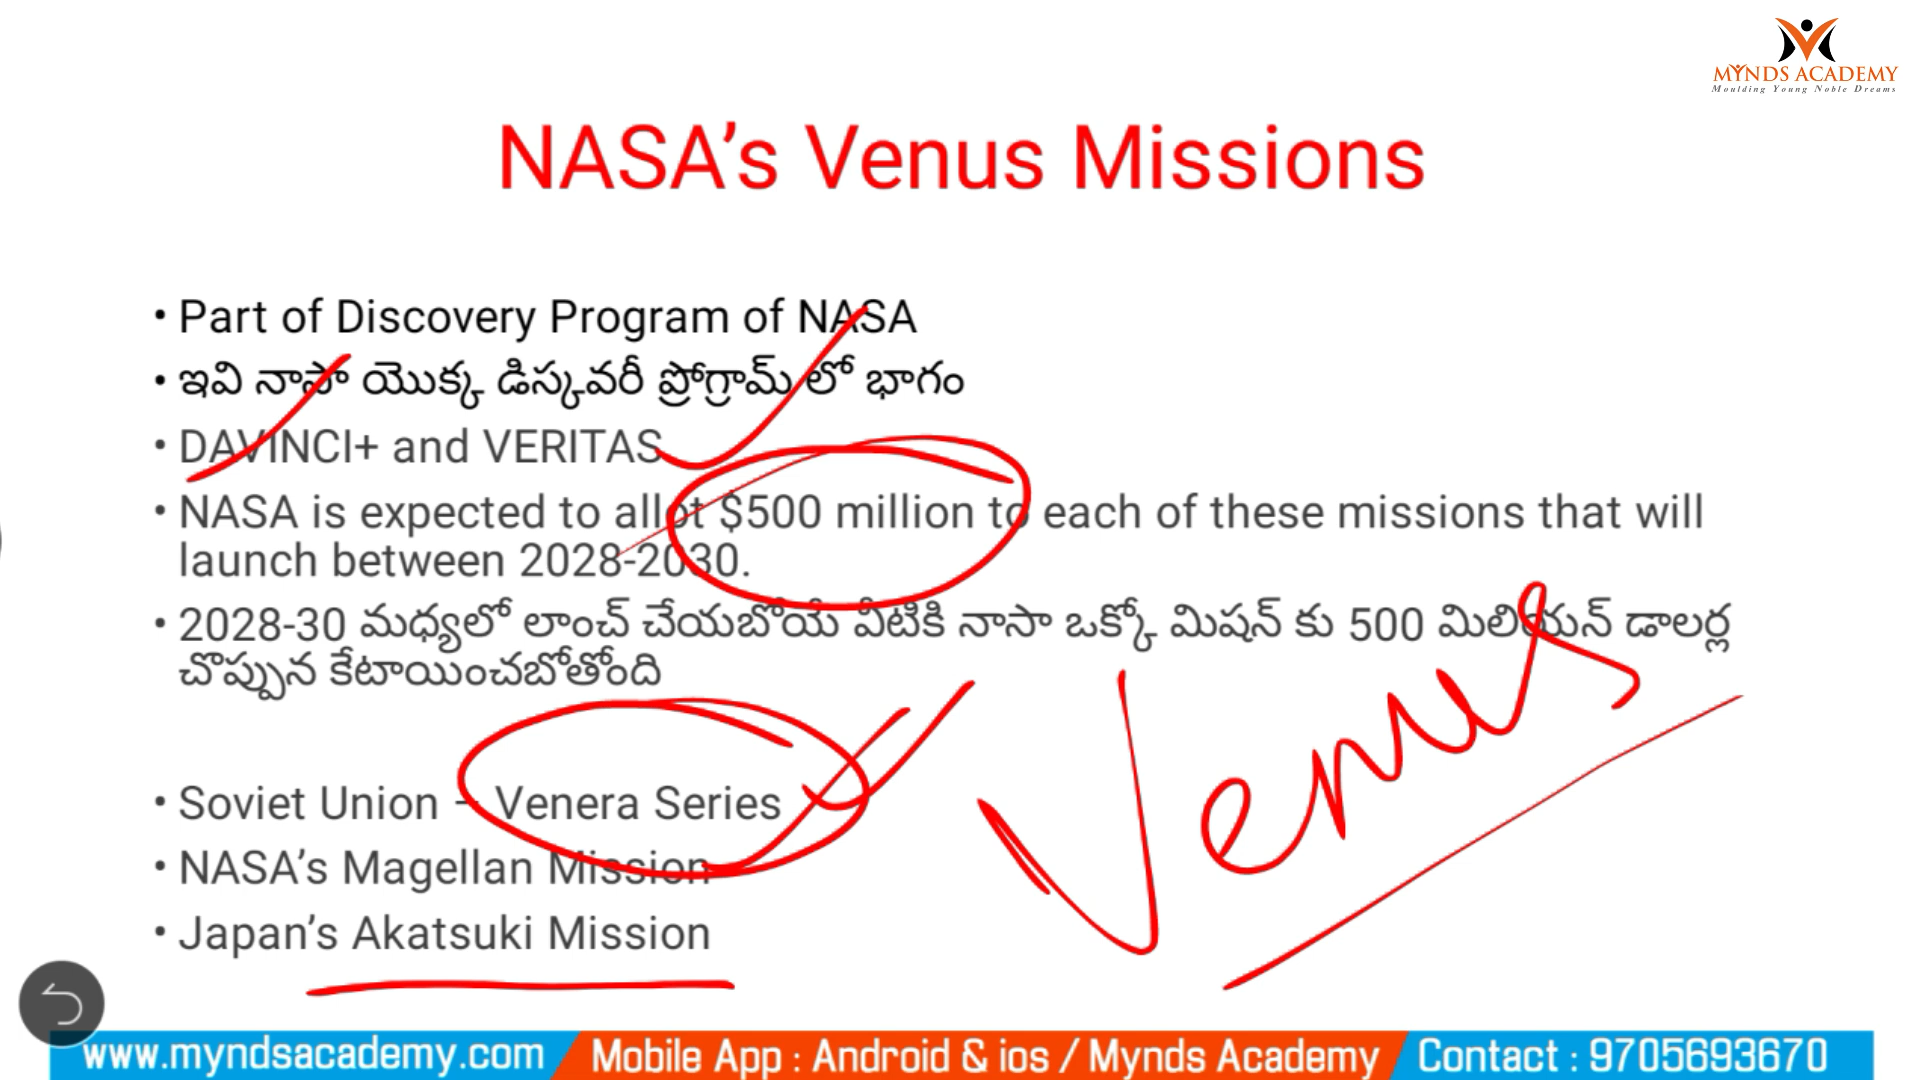 MYNDS ACADEMY
Moulding Young Noble Dreams
NASA’s Venus Missions
• Part of Discovery Program of NASA
• ఇవి నాసా యొక్క డిస్కవరీ ప్రోగ్రామ్ లో భాగం
• DAVINCI+ and VERITAS
• NASA is expected to allot $500 million to each of these missions that will
launch between 2028-2030.
• 2028-30 మధ్యలో లాంచ్ చేయబోయే వీటికి నాసా ఒక్కో మిషన్ కు 500 మిలియన్ డాలర్ల
చొప్పున కేటాయించబోతోంది
• Soviet Union – Venera Series
• NASA’s Magellan Mission
• Japan’s Akatsuki Mission
Venus
www.myndsacademy.com
Mobile App : Android & ios / Mynds Academy
Contact : 9705693670